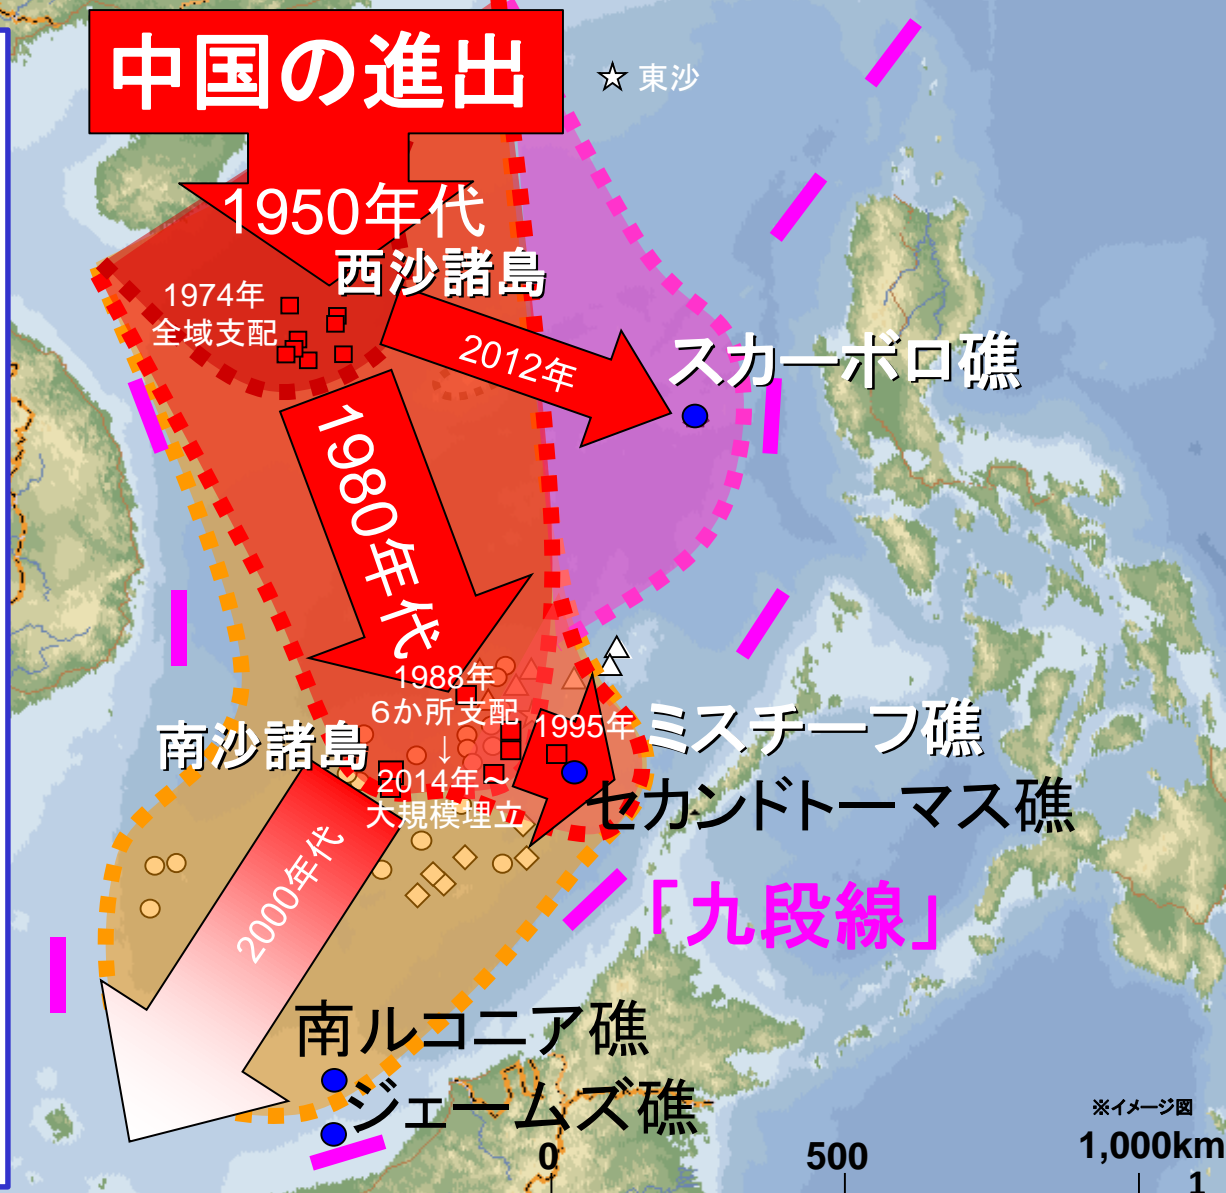 中国の進出
東沙
1950年代
西沙諸島
1974年
全域支配
2012年
スカーボロ礁
1980年代
1988年
6か所支配
↓
2014年～
大規模埋立
1995年
ミスチーフ礁
南沙諸島
セカンドトーマス礁
2000年代
「九段線」
南ルコニア礁
ジェームズ礁
※イメージ図
0
500
1,000km
1